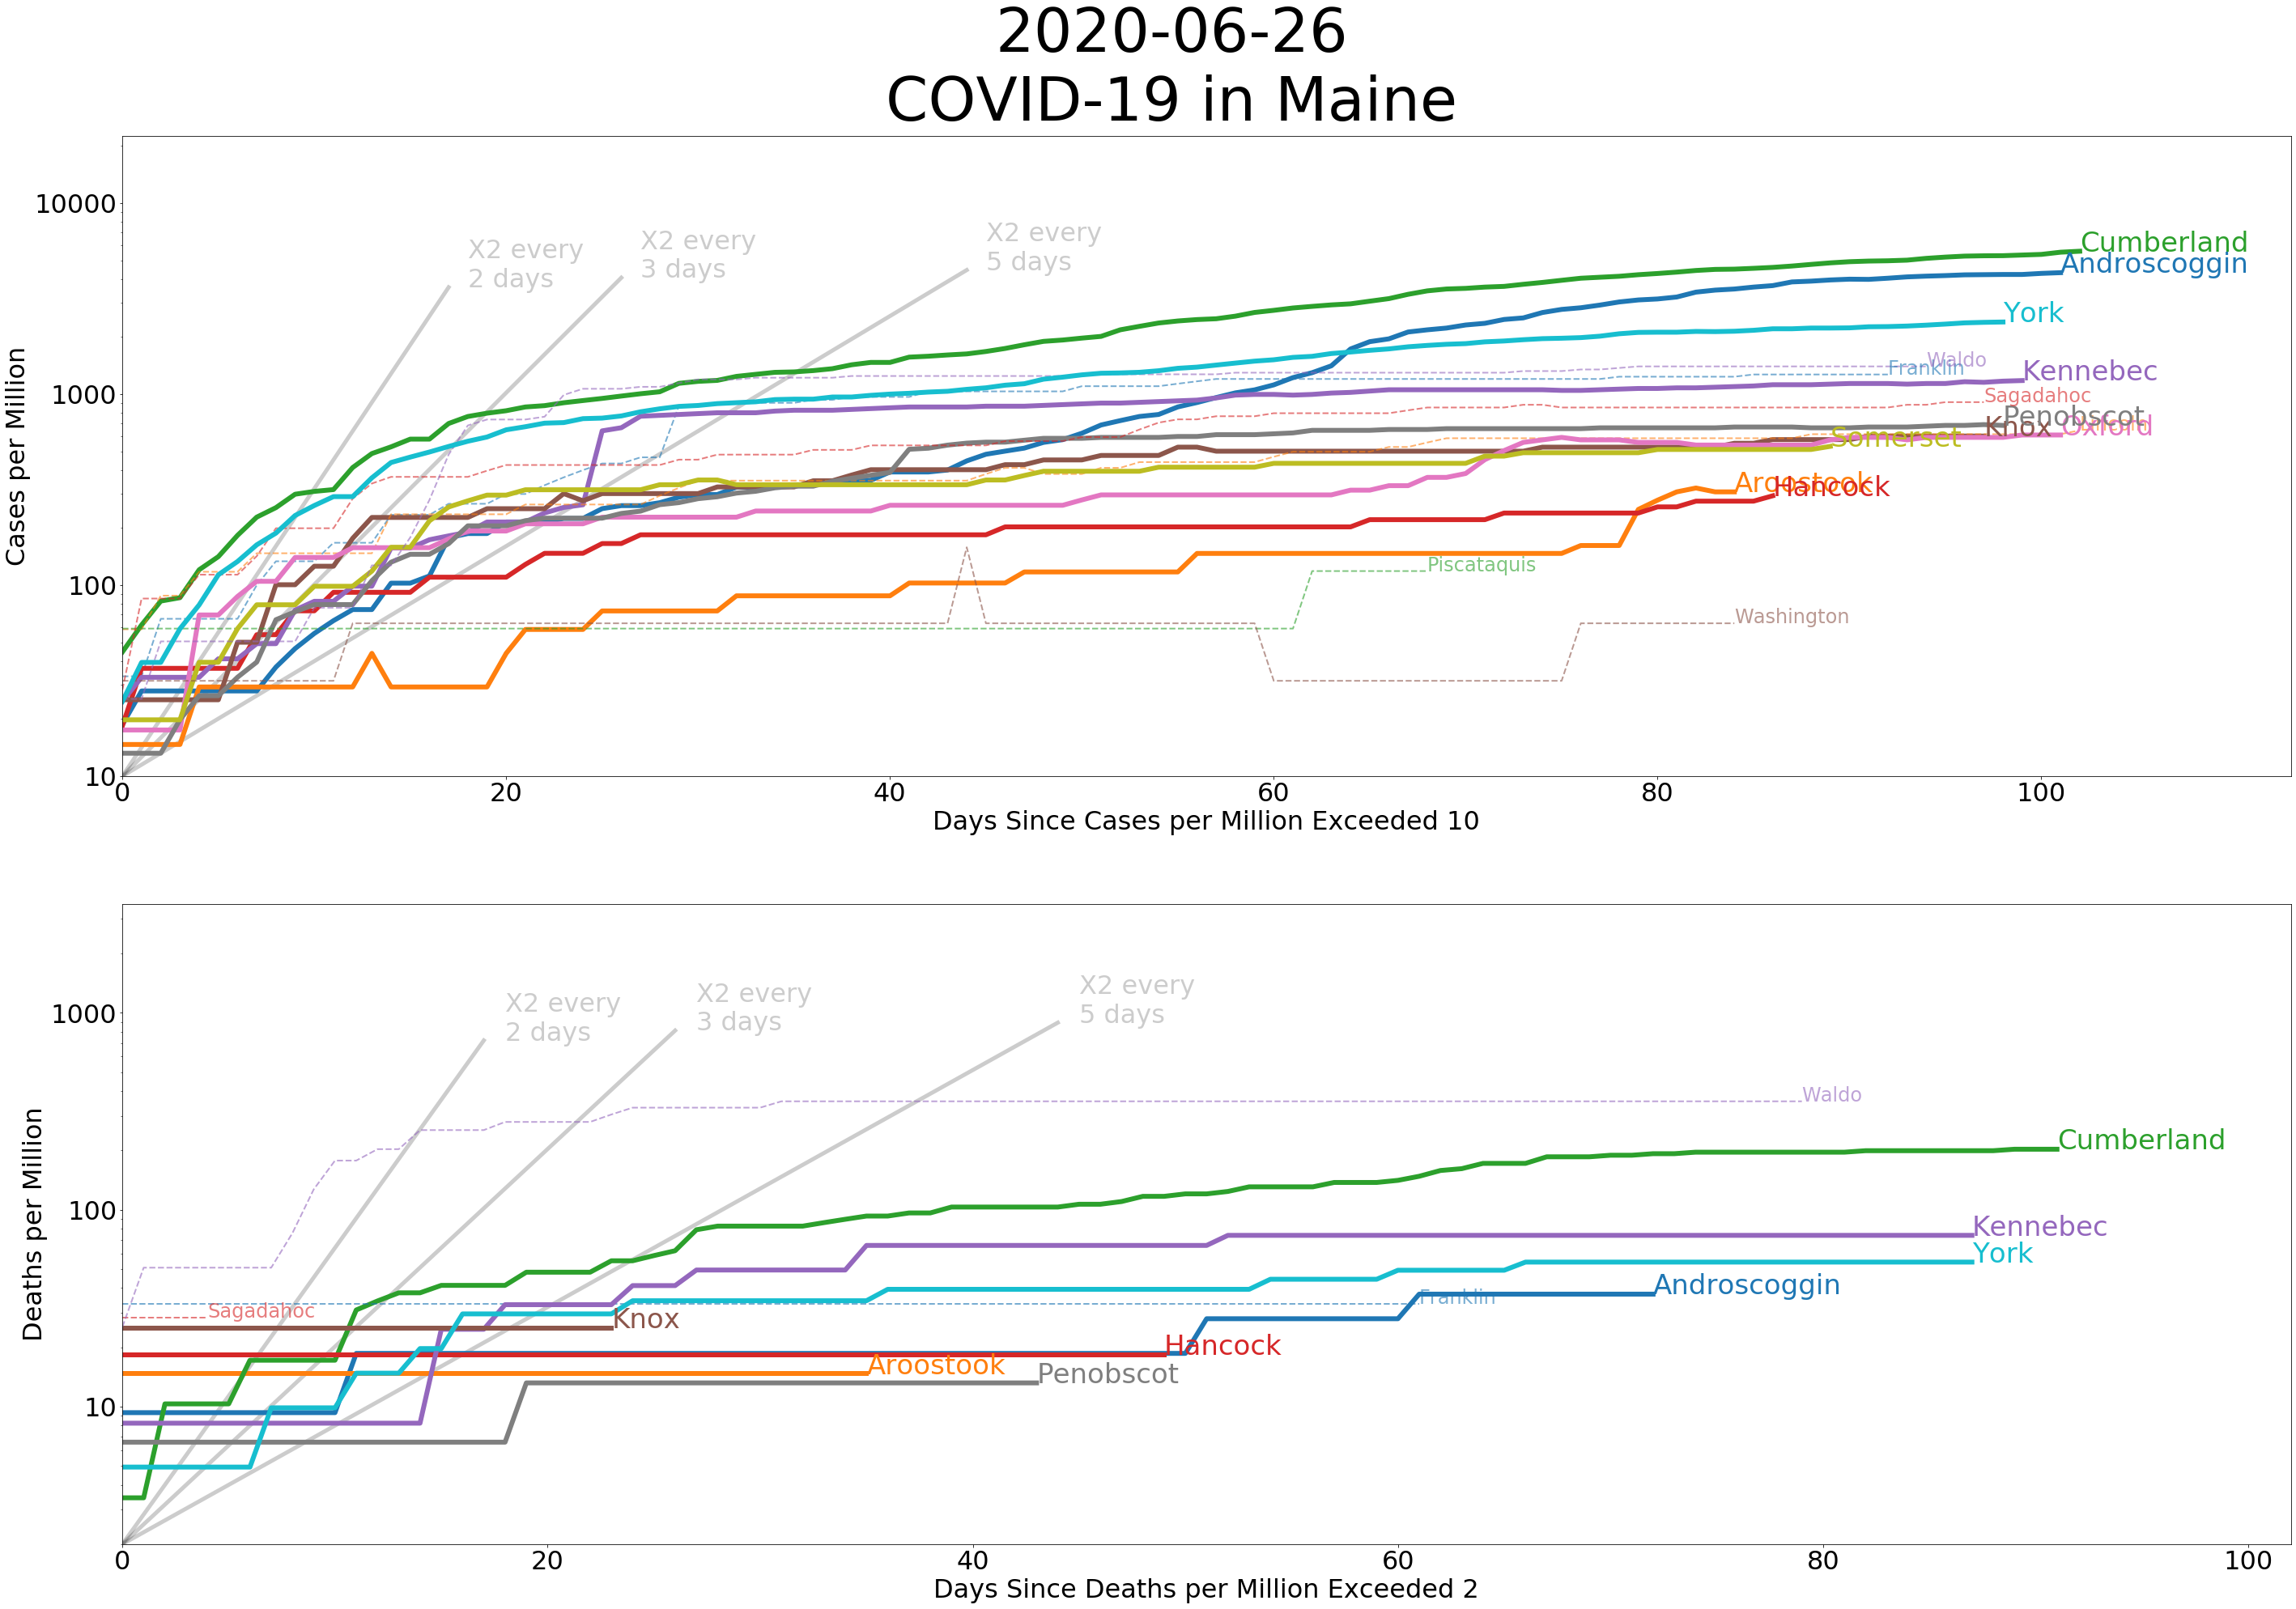 2020-06-26
COVID-19 in Maine
Cases per Million
10000
1000
100
10
X2 every
2 days
X2 every
3 days
X2 every
5 days
Cumberland
Androscoggin
York
Waldo
Franklin
Kennebec
Sagadahoc
Penobscot
Knox
Oxford
Somerset
Aroostook
Hancock
Piscataquis
Washington
0
20
40
60
80
100
Days Since Cases per Million Exceeded 10
Deaths per Million
1000
100
10
X2 every
2 days
X2 every
3 days
X2 every
5 days
Waldo
Cumberland
Kennebec
York
Androscoggin
Franklin
Sagadahoc
Knox
Hancock
Aroostook
Penobscot
0
20
40
60
80
100
Days Since Deaths per Million Exceeded 2